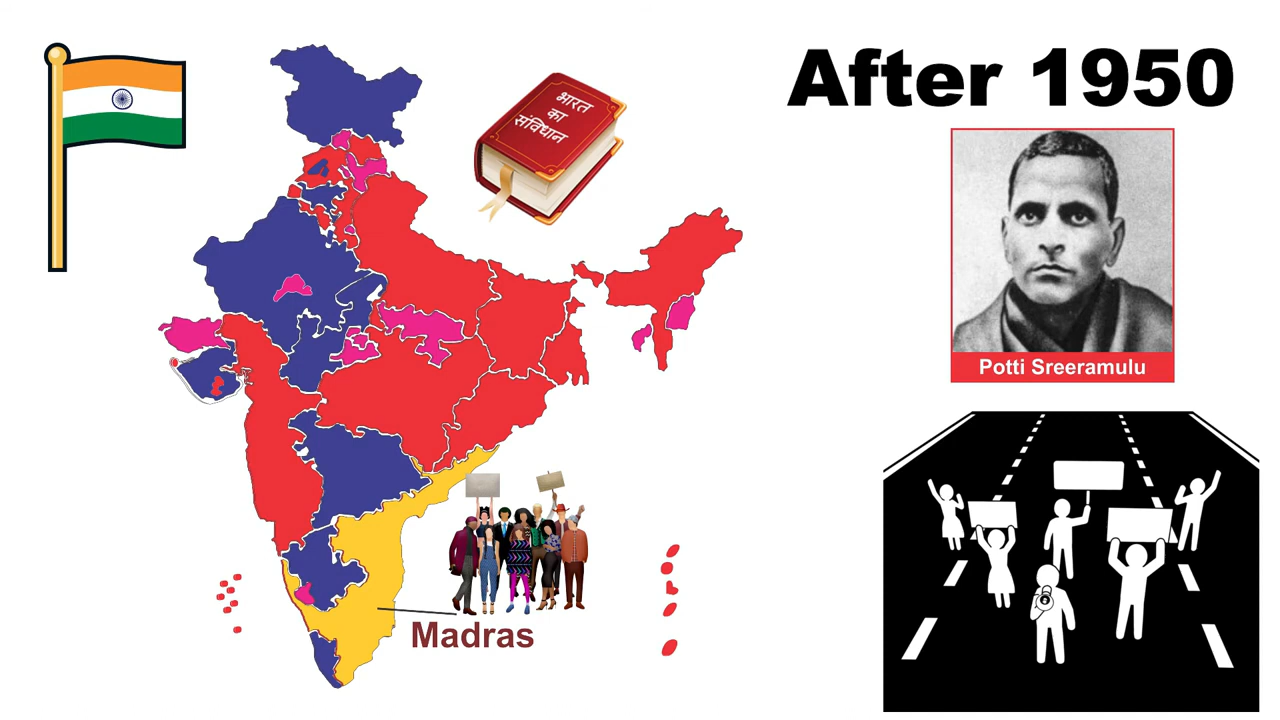 After 1950
भारत
का
संविधान
Potti Sreeramulu
Madras